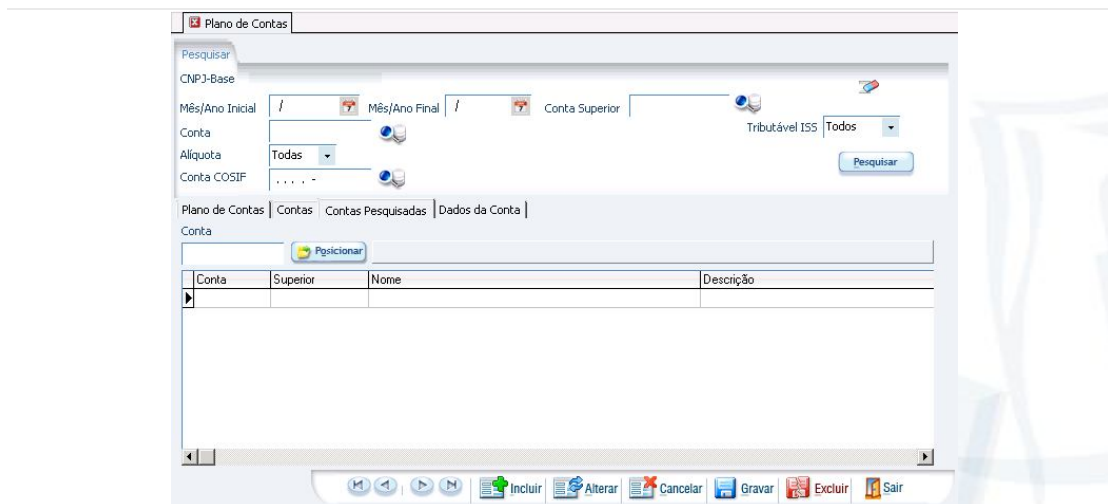 Plano de Contas
Pesquisar
CNPJ-Base
Mês/Ano Inicial / Mês/Ano Final / Conta Superior
Conta Tributável ISS Todos
Alíquota Todas Pesquisar
Conta COSIF . . . . -
Plano de Contas Contas Contas Pesquisadas Dados da Conta
Conta
Posicionar
Conta Superior Nome Descrição
Incluir Alterar Cancelar Gravar Excluir Sair